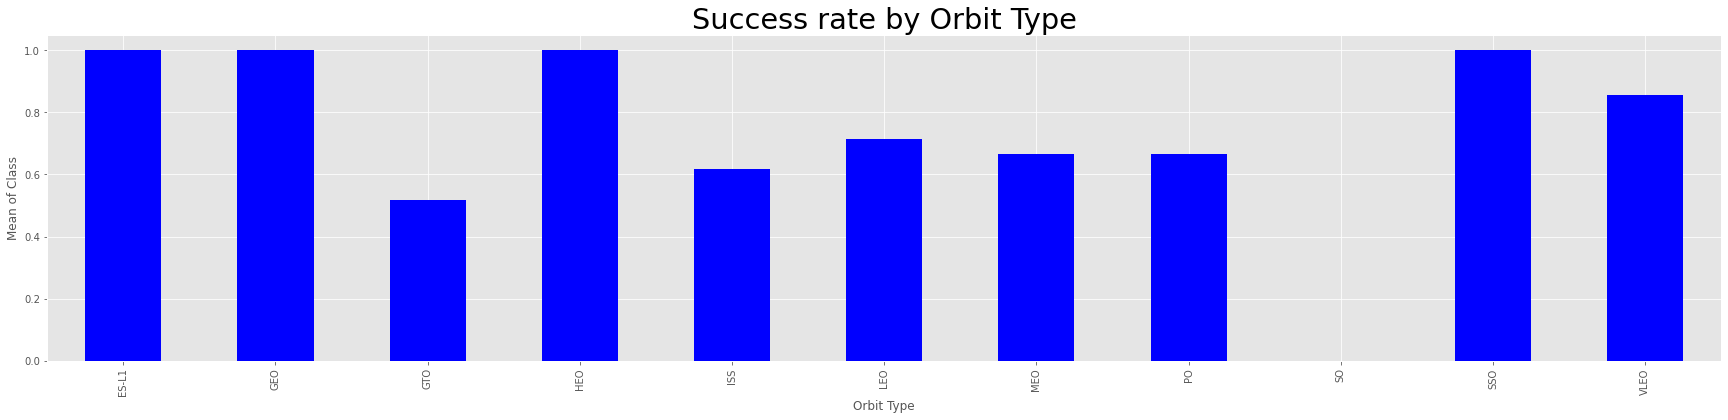 Success rate by Orbit Type
Mean of Class
1.0
0.8
0.6
0.4
0.2
0.0
ES-L1
GEO
GTO
HEO
ISS
LEO
MEO
PO
SO
SSO
VLEO
Orbit Type